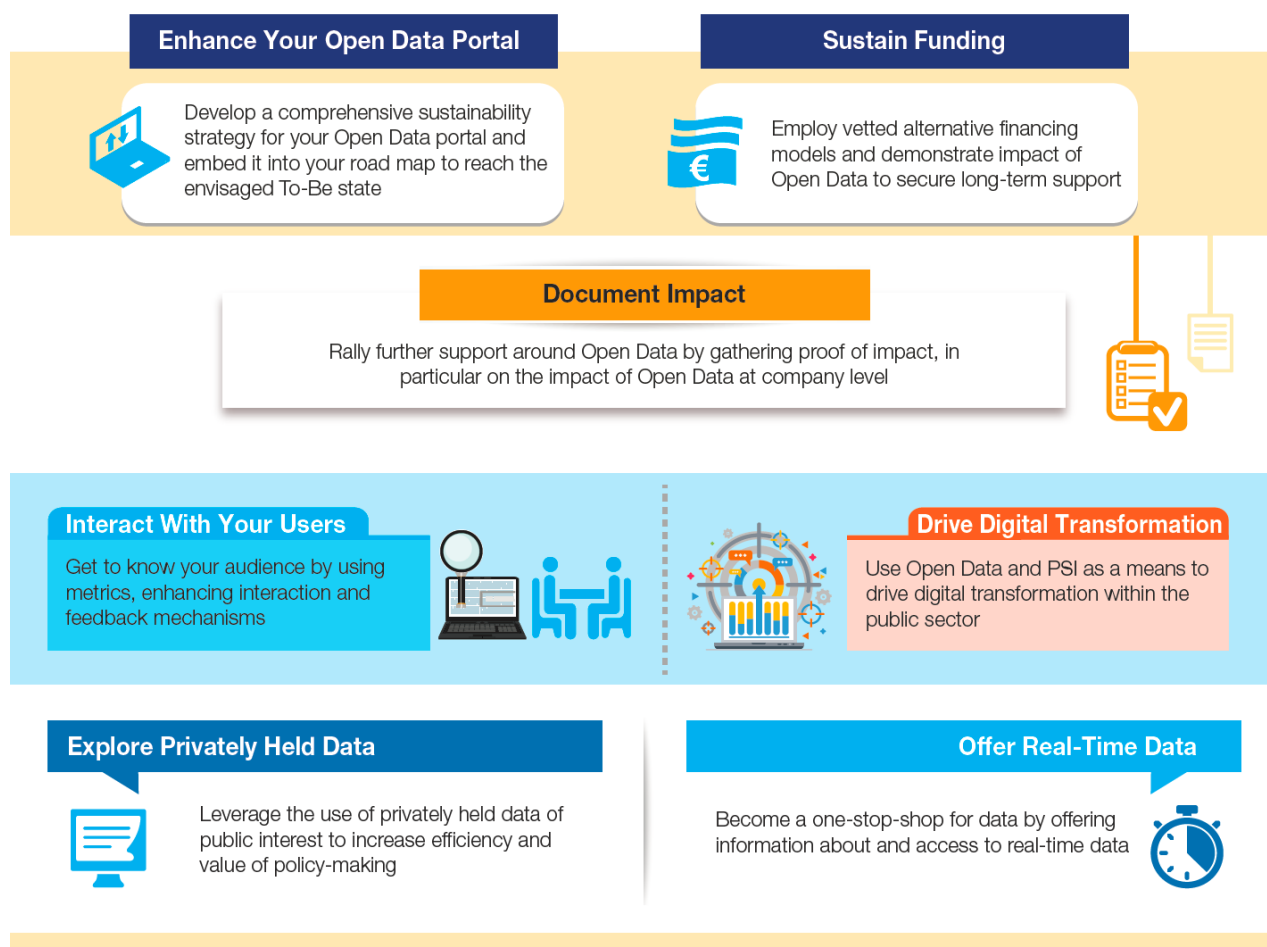 Enhance Your Open Data Portal
Develop a comprehensive sustainability
strategy for your Open Data portal and
embed it into your road map to reach the
envisaged To-Be state
Sustain Funding
€
Employ vetted alternative financing
models and demonstrate impact of
Open Data to secure long-term support
Document Impact
Rally further support around Open Data by gathering proof of impact, in
particular on the impact of Open Data at company level
Interact With Your Users
Get to know your audience by using
metrics, enhancing interaction and
feedback mechanisms
Drive Digital Transformation
Use Open Data and PSI as a means to
drive digital transformation within the
public sector
Explore Privately Held Data
Leverage the use of privately held data of
public interest to increase efficiency and
value of policy-making
Offer Real-Time Data
Become a one-stop-shop for data by offering
information about and access to real-time data